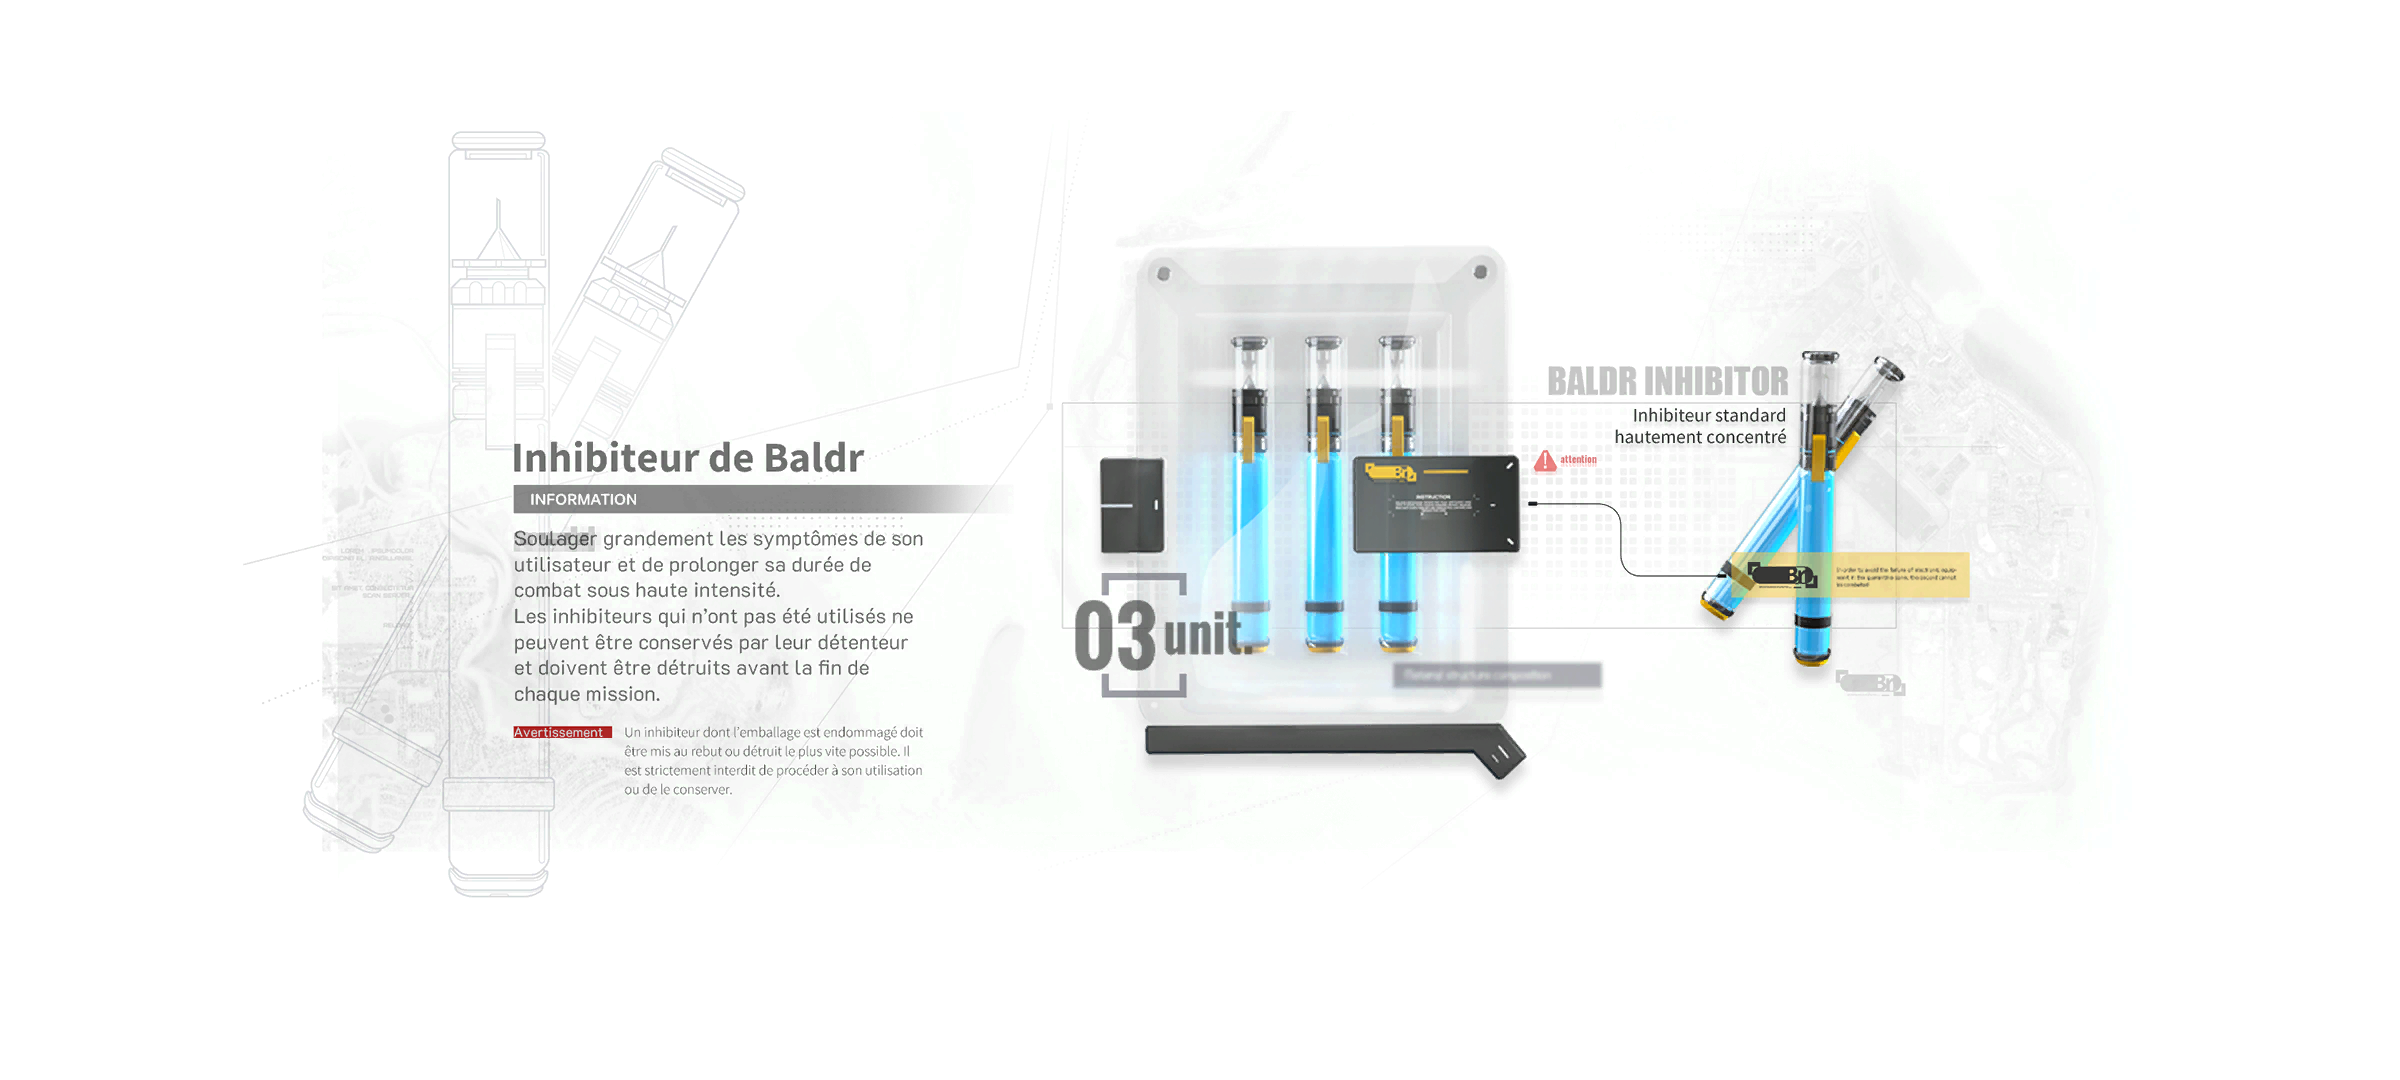 Inhibiteur de Baldr
INFORMATION
Soulager grandement les symptômes de son
utilisateur et de prolonger sa durée de
combat sous haute intensité.
Les inhibiteurs qui n’ont pas été utilisés ne
peuvent être conservés par leur détenteur
et doivent être détruits avant la fin de
chaque mission.
Avertissement
Un inhibiteur dont l’emballage est endommagé doit
être mis au rebut ou détruit le plus vite possible. Il
est strictement interdit de procéder à son utilisation
ou de le conserver.
03 unit.
INSTRUCTION
attention
BALDR INHIBITOR
Inhibiteur standard
hautement concentré
Material structure composition